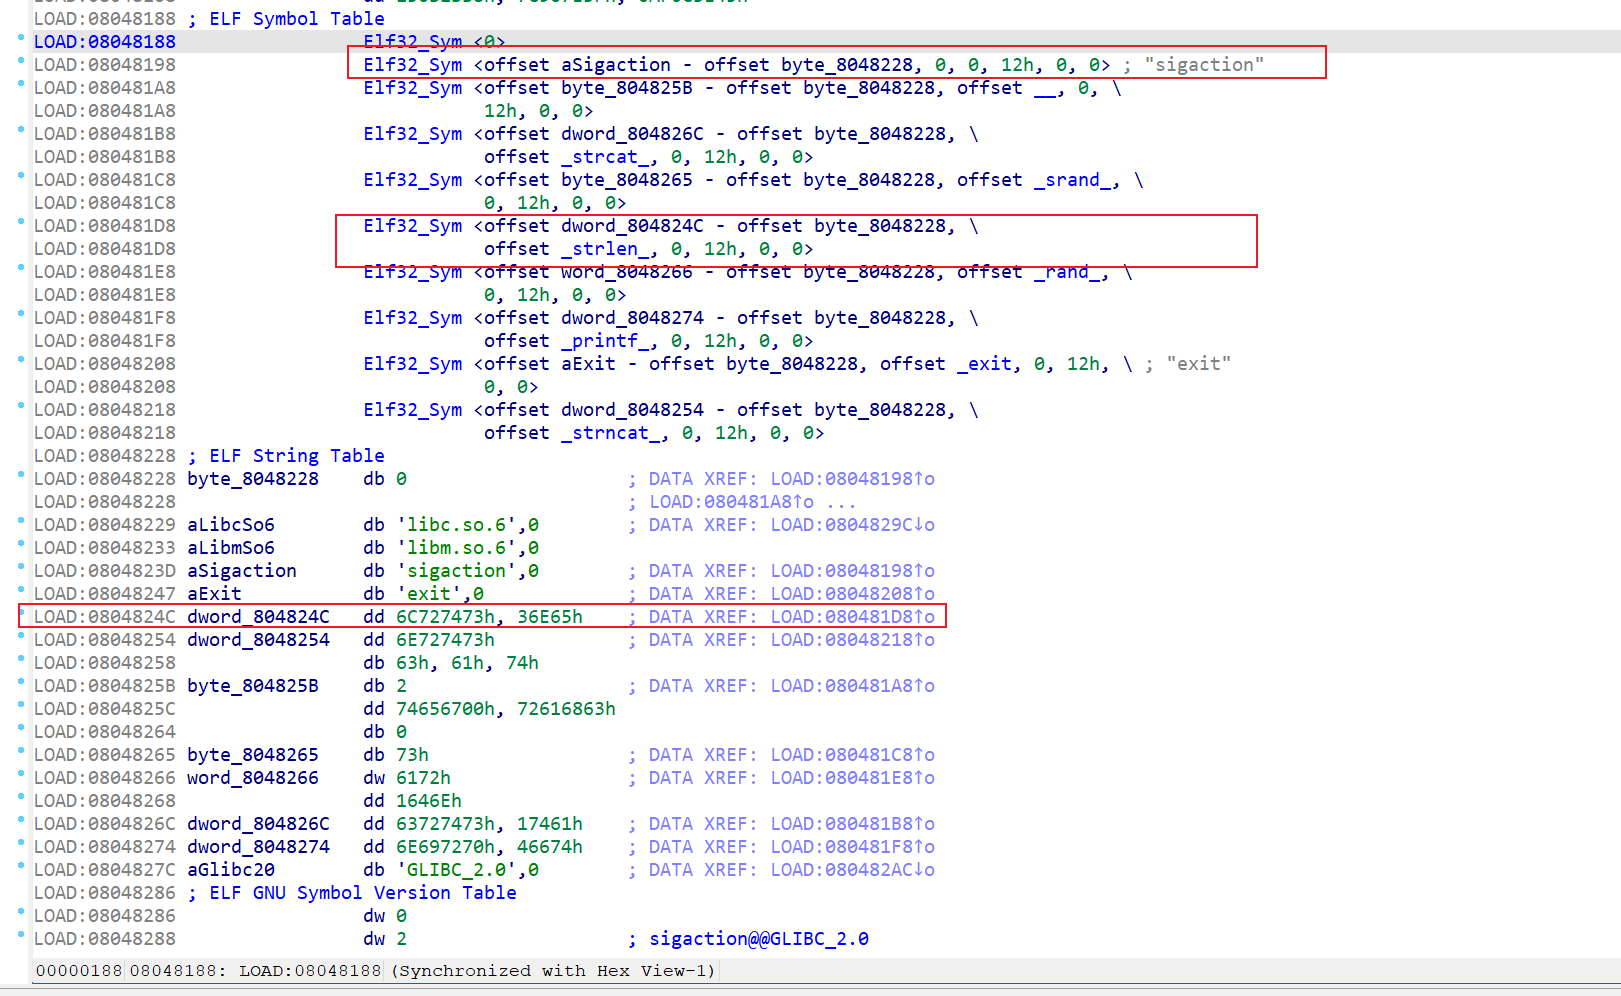 LOAD:08048188 ; ELF Symbol Table
LOAD:08048188 Elf32_Sym <0>
LOAD:08048198 Elf32_Sym <offset aSigaction - offset byte_8048228, 0, 0, 12h, 0, 0> ; "sigaction"
LOAD:080481A8 Elf32_Sym <offset byte_804825B - offset byte_8048228, offset __, 0, \
LOAD:080481A8 12h, 0, 0>
LOAD:080481B8 Elf32_Sym <offset dword_804826C - offset byte_8048228, \
LOAD:080481B8 offset _strcat_, 0, 12h, 0, 0>
LOAD:080481C8 Elf32_Sym <offset byte_8048265 - offset byte_8048228, offset _srand_, \
LOAD:080481C8 0, 12h, 0, 0>
LOAD:080481D8 Elf32_Sym <offset dword_804824C - offset byte_8048228, \
LOAD:080481D8 offset _strlen_, 0, 12h, 0, 0>
LOAD:080481E8 Elf32_Sym <offset word_8048266 - offset byte_8048228, offset _rand_, \
LOAD:080481E8 0, 12h, 0, 0>
LOAD:080481F8 Elf32_Sym <offset dword_8048274 - offset byte_8048228, \
LOAD:080481F8 offset _printf_, 0, 12h, 0, 0>
LOAD:08048208 Elf32_Sym <offset aExit - offset byte_8048228, offset _exit, 0, 12h, \ ; "exit"
LOAD:08048208 0, 0>
LOAD:08048218 Elf32_Sym <offset dword_8048254 - offset byte_8048228, \
LOAD:08048218 offset _strncat_, 0, 12h, 0, 0>
LOAD:08048228 ; ELF String Table
LOAD:08048228 byte_8048228 db 0 ; DATA XREF: LOAD:08048198↑o
LOAD:08048228 ; LOAD:080481A8↑o ...
LOAD:08048229 aLibcSo6 db 'libc.so.6',0 ; DATA XREF: LOAD:0804829C↓o
LOAD:08048233 aLibmSo6 db 'libm.so.6',0
LOAD:0804823D aSigaction db 'sigaction',0 ; DATA XREF: LOAD:08048198↑o
LOAD:08048247 aExit db 'exit',0 ; DATA XREF: LOAD:08048208↑o
LOAD:0804824C dword_804824C dd 6C727473h, 36E65h ; DATA XREF: LOAD:080481D8↑o
LOAD:08048254 dword_8048254 dd 6E727473h ; DATA XREF: LOAD:08048218↑o
LOAD:08048258 db 63h, 61h, 74h
LOAD:0804825B byte_804825B db 2 ; DATA XREF: LOAD:080481A8↑o
LOAD:0804825C dd 74656700h, 72616863h
LOAD:08048264 db 0
LOAD:08048265 byte_8048265 db 73h ; DATA XREF: LOAD:080481C8↑o
LOAD:08048266 word_8048266 dw 6172h ; DATA XREF: LOAD:080481E8↑o
LOAD:08048268 dd 1646Eh
LOAD:0804826C dword_804826C dd 63727473h, 17461h ; DATA XREF: LOAD:080481B8↑o
LOAD:08048274 dword_8048274 dd 6E697270h, 46674h ; DATA XREF: LOAD:080481F8↑o
LOAD:0804827C aGlibc20 db 'GLIBC_2.0',0 ; DATA XREF: LOAD:080482AC↓o
LOAD:08048286 ; ELF GNU Symbol Version Table
LOAD:08048286 dw 0
LOAD:08048288 dw 2 ; sigaction@@GLIBC_2.0
00000188 08048188: LOAD:08048188 (Synchronized with Hex View-1)